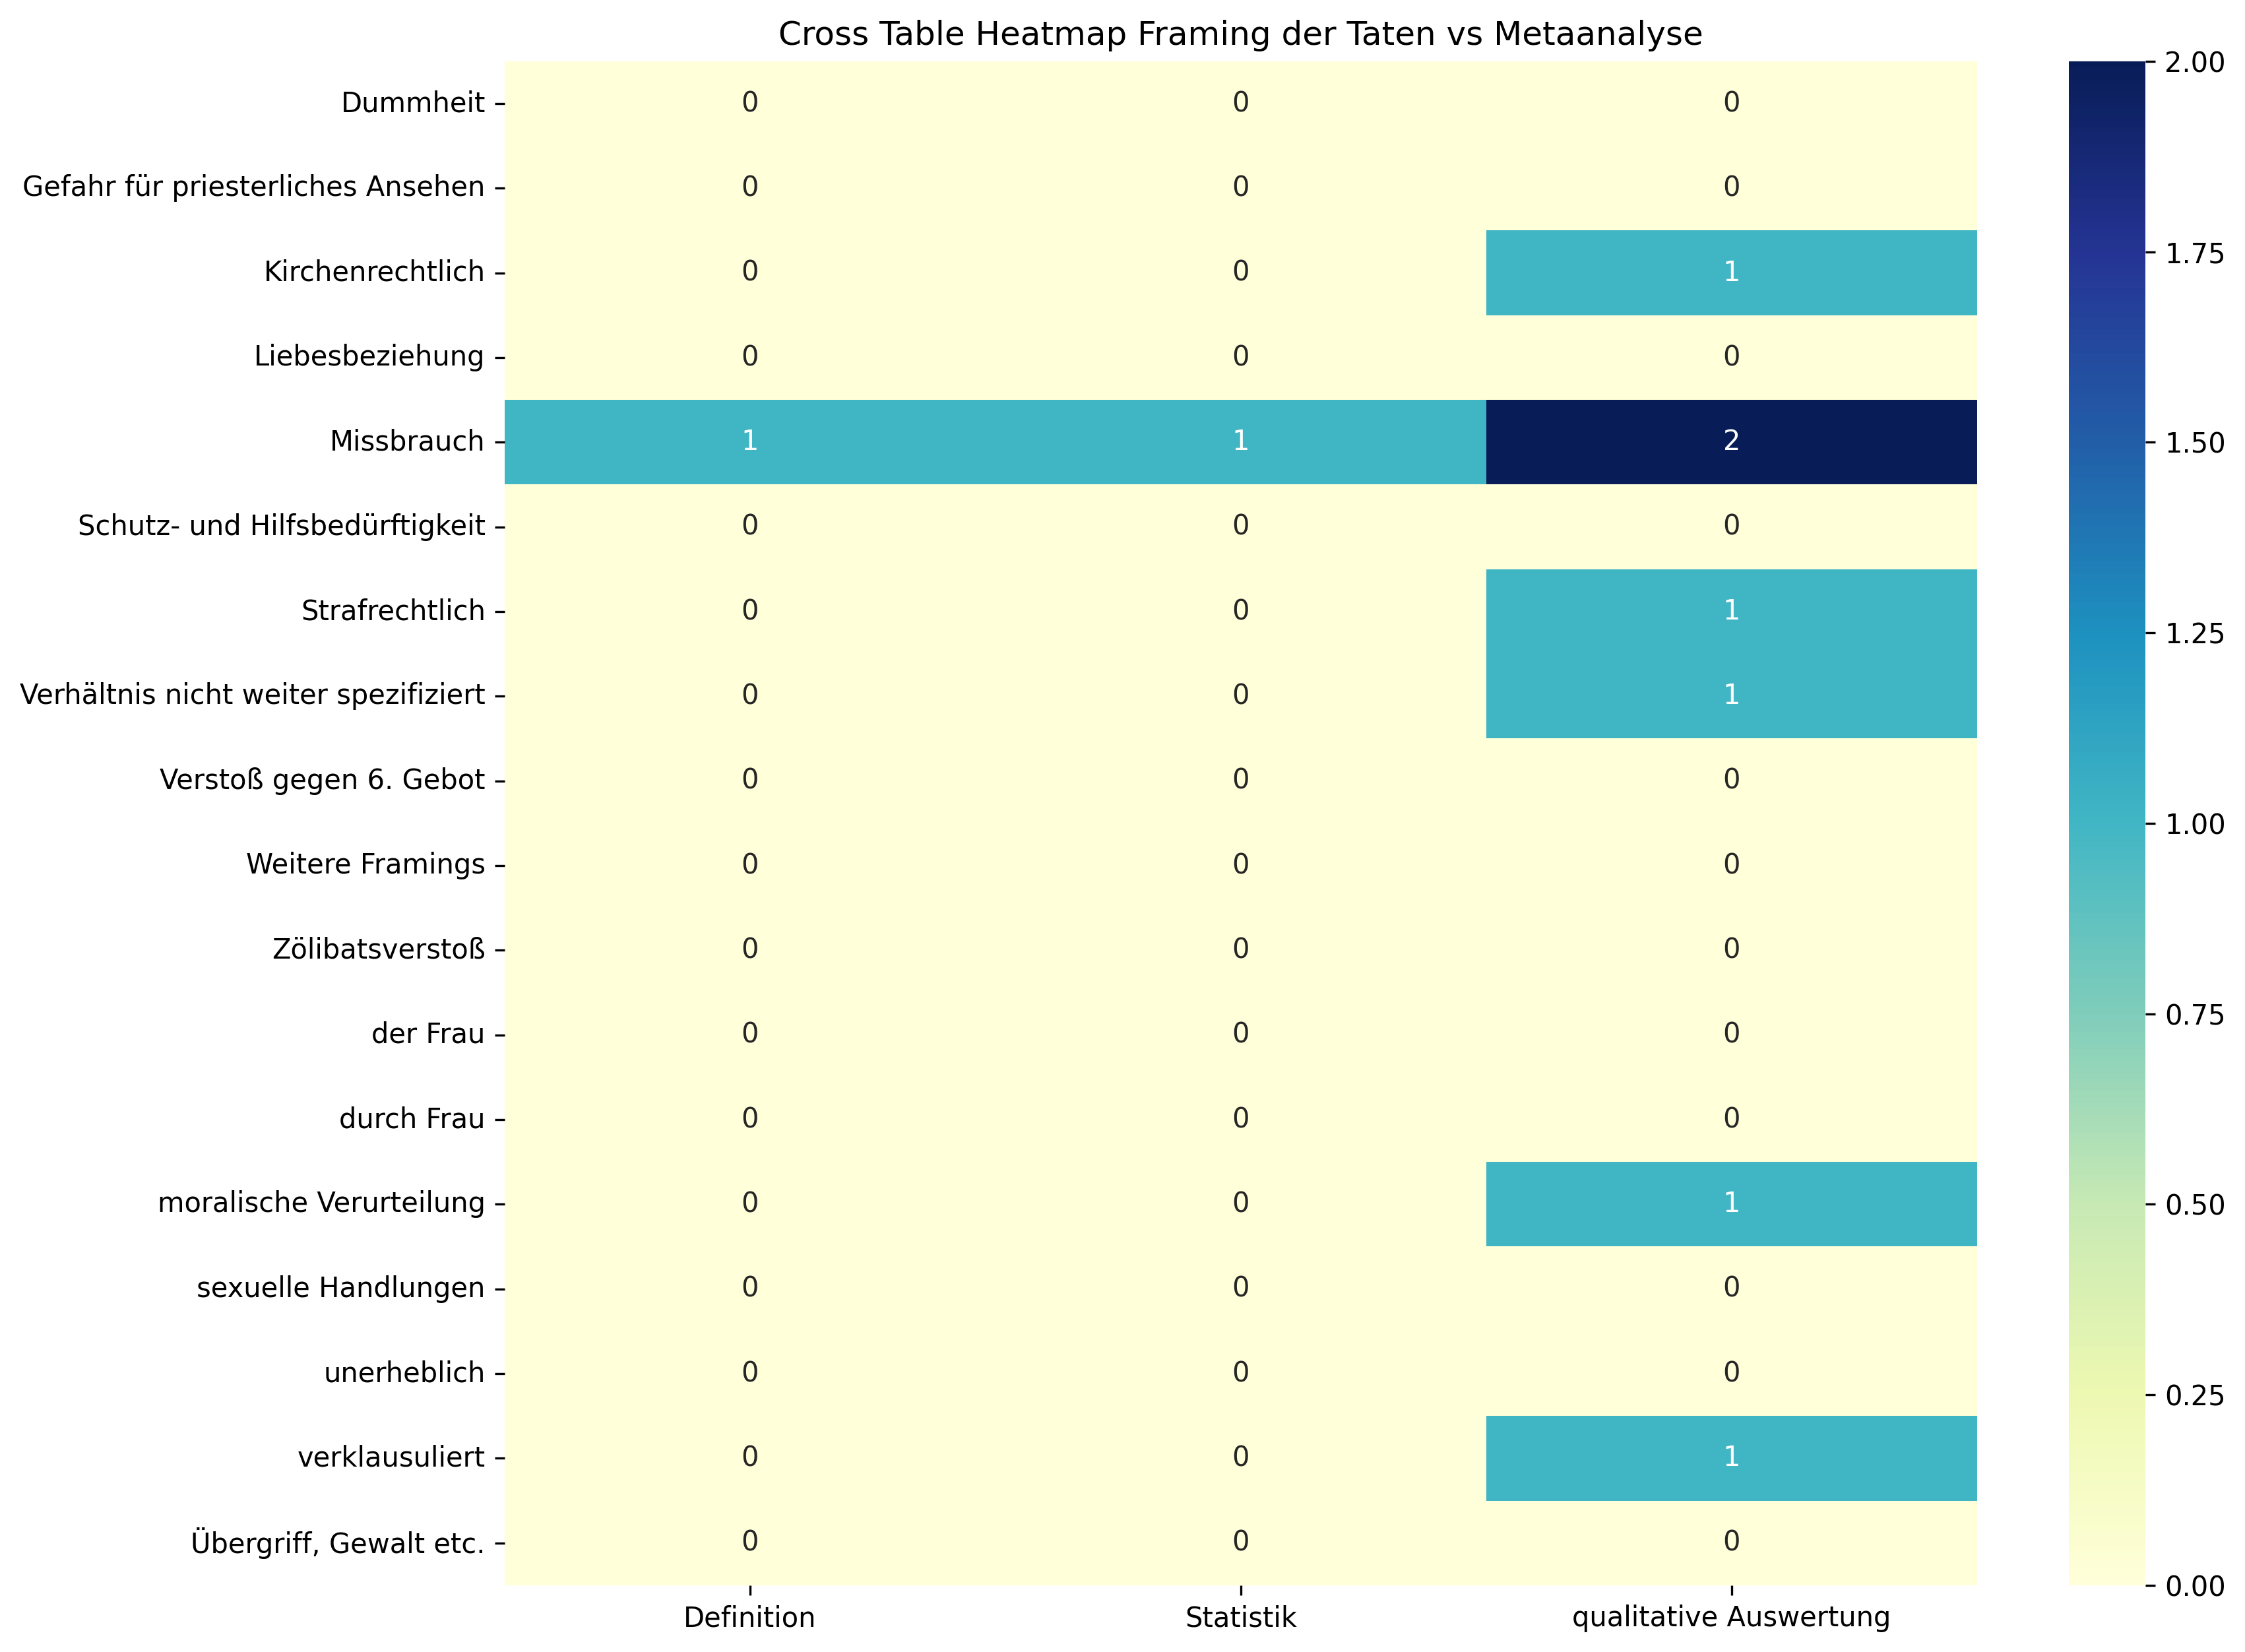 Cross Table Heatmap Framing der Taten vs Metaanalyse
Dummheit 0 0 0
Gefahr für priesterliches Ansehen 0 0 0
Kirchenrechtlich 0 0 1
Liebesbeziehung 0 0 0
Missbrauch 1 1 2
Schutz- und Hilfsbedürftigkeit 0 0 0
Strafrechtlich 0 0 1
Verhältnis nicht weiter spezifiziert 0 0 1
Verstoß gegen 6. Gebot 0 0 0
Weitere Framings 0 0 0
Zölibatsverstoß 0 0 0
der Frau 0 0 0
durch Frau 0 0 0
moralische Verurteilung 0 0 1
sexuelle Handlungen 0 0 0
unerheblich 0 0 0
verklausuliert 0 0 1
Übergriff, Gewalt etc. 0 0 0
Definition Statistik qualitative Auswertung
2.00
1.75
1.50
1.25
1.00
0.75
0.50
0.25
0.00